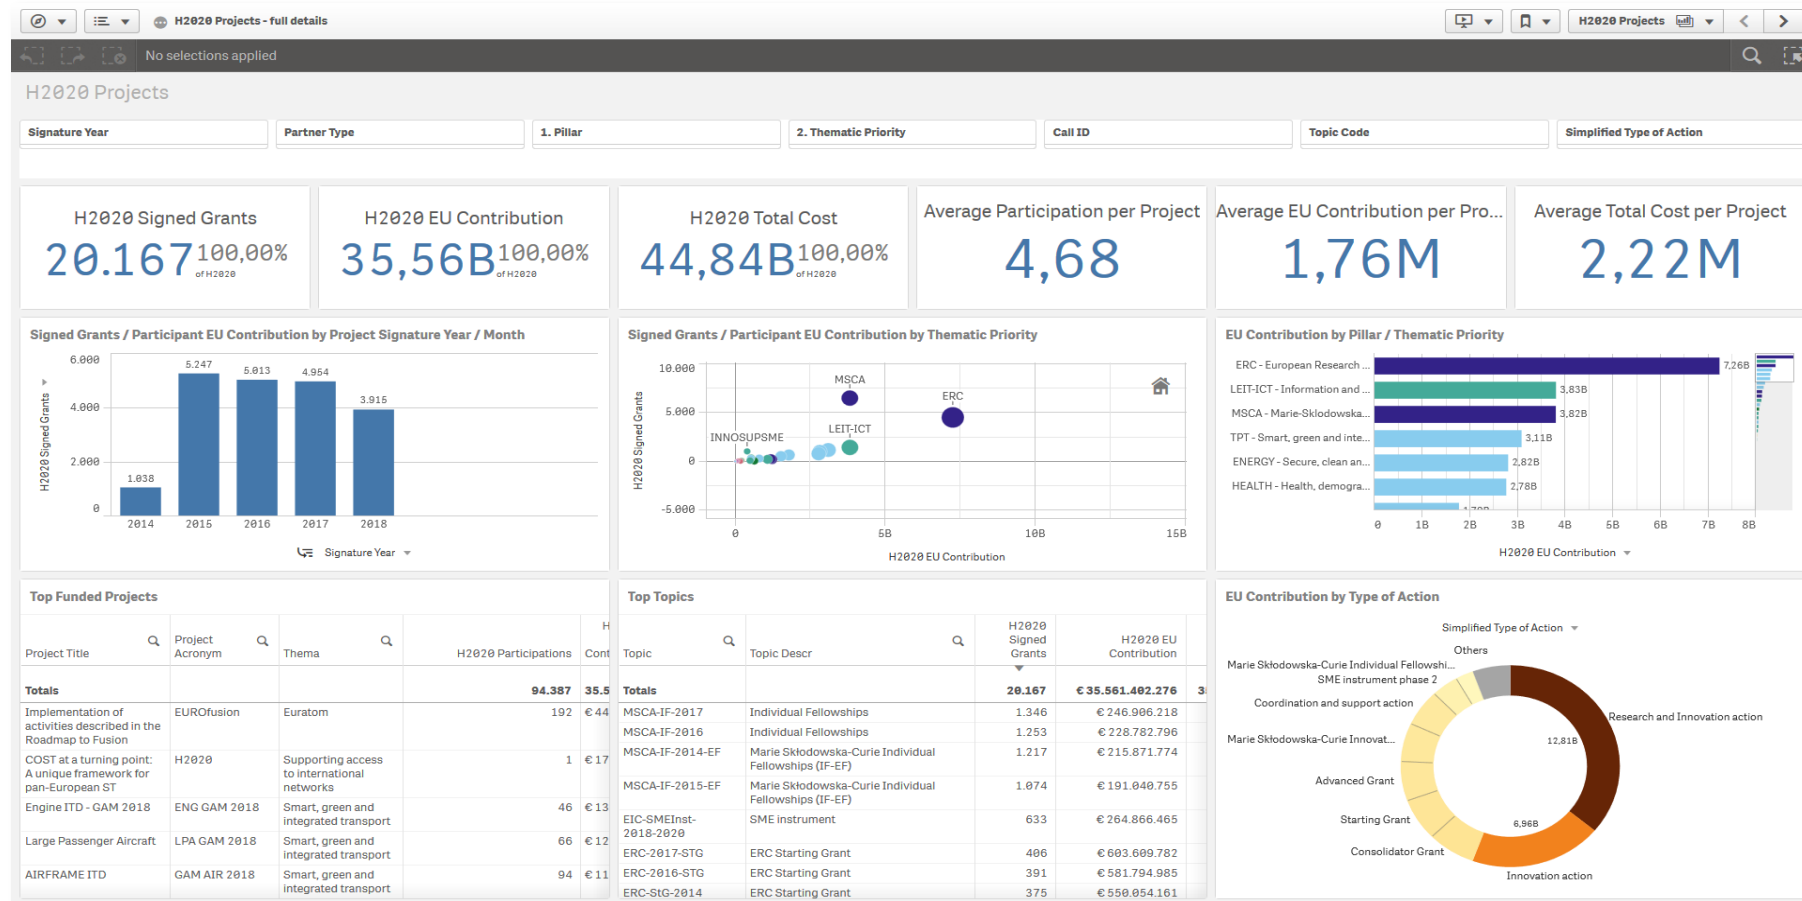 H2020 Projects - full details
H2020 Projects
No selections applied
H2020 Projects
Signature Year
Partner Type
1. Pillar
2. Thematic Priority
Call ID
Topic Code
Simplified Type of Action
H2020 Signed Grants
20.167 100,00%
of H2020
H2020 EU Contribution
35,56B 100,00%
of H2020
H2020 Total Cost
44,84B 100,00%
of H2020
Average Participation per Project
4,68
Average EU Contribution per Pro...
1,76M
Average Total Cost per Project
2,22M
Signed Grants / Participant EU Contribution by Project Signature Year / Month
H2020 Signed Grants
6.000
4.000
2.000
0
1.038
5.247
5.013
4.954
3.915
2014
2015
2016
2017
2018
Signature Year
Signed Grants / Participant EU Contribution by Thematic Priority
H2020 Signed Grants
10.000
5.000
0
-5.000
MSCA
ERC
LEIT-ICT
INNOSUPSME
0
5B
10B
15B
H2020 EU Contribution
EU Contribution by Pillar / Thematic Priority
ERC - European Research ...
7,26B
LEIT-ICT - Information and ...
3,83B
MSCA - Marie-Sklodowska...
3,82B
TPT - Smart, green and inte...
3,11B
ENERGY - Secure, clean an...
2,82B
HEALTH - Health, demogra...
2,78B
0
1B
2B
3B
4B
5B
6B
7B
8B
H2020 EU Contribution
Top Funded Projects
Project Title
Project
Acronym
Thema
H2020 Participations
H
Cont
Totals
94.387
35.5
Implementation of
activities described in the
Roadmap to Fusion
EUROfusion
Euratom
192
€ 44
COST at a turning point:
A unique framework for
pan-European ST
H2020
Supporting access
to international
networks
1
€ 17
Engine ITD - GAM 2018
ENG GAM 2018
Smart, green and
integrated transport
46
€ 13
Large Passenger Aircraft
LPA GAM 2018
Smart, green and
integrated transport
66
€ 12
AIRFRAME ITD
GAM AIR 2018
Smart, green and
integrated transport
94
€ 11
Top Topics
Topic
Topic Descr
H2020
Signed
Grants
H2020 EU
Contribution
Totals
20.167
€ 35.561.402.276
MSCA-IF-2017
Individual Fellowships
1.346
€ 246.906.218
MSCA-IF-2016
Individual Fellowships
1.253
€ 228.782.796
MSCA-IF-2014-EF
Marie Skłodowska-Curie Individual
Fellowships (IF-EF)
1.217
€ 215.871.774
MSCA-IF-2015-EF
Marie Skłodowska-Curie Individual
Fellowships (IF-EF)
1.074
€ 191.040.755
EIC-SMEInst-
2018-2020
SME instrument
633
€ 264.866.465
ERC-2017-STG
ERC Starting Grant
406
€ 603.609.782
ERC-2016-STG
ERC Starting Grant
391
€ 581.794.985
ERC-StG-2014
ERC Starting Grant
375
€ 550.054.161
EU Contribution by Type of Action
Simplified Type of Action
Others
Marie Skłodowska-Curie Individual Fellowshi...
SME instrument phase 2
Coordination and support action
Marie Skłodowska-Curie Innovat...
Advanced Grant
Starting Grant
Consolidator Grant
Innovation action
Research and Innovation action
12,81B
6,96B